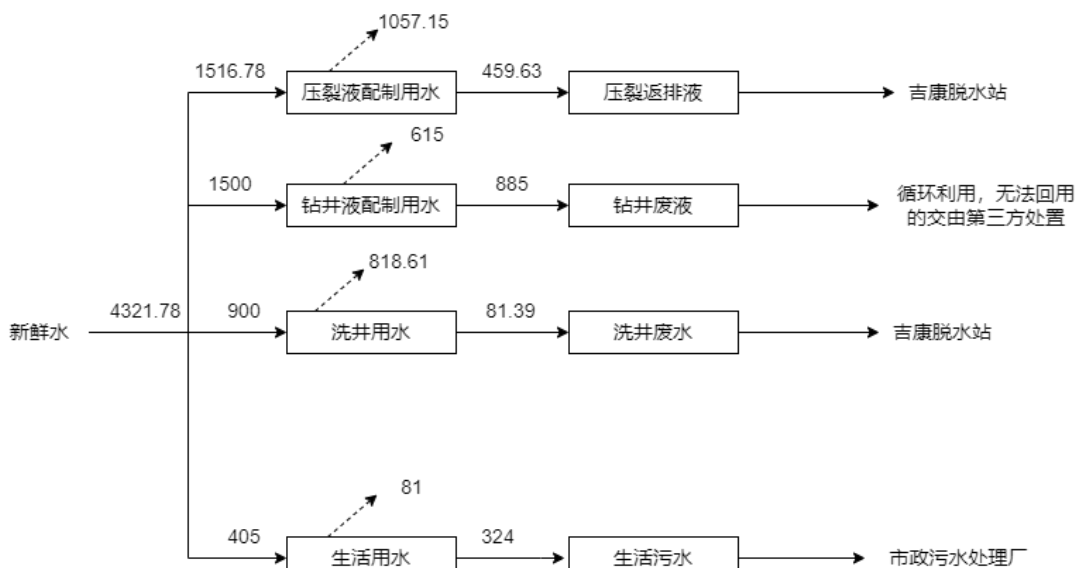 1057.15
1516.78
压裂液配制用水
459.63
压裂返排液
吉康脱水站
615
1500
钻井液配制用水
885
钻井废液
循环利用，无法回用
的交由第三方处置
818.61
新鲜水
4321.78
900
洗井用水
81.39
洗井废水
吉康脱水站
81
405
生活用水
324
生活污水
市政污水处理厂